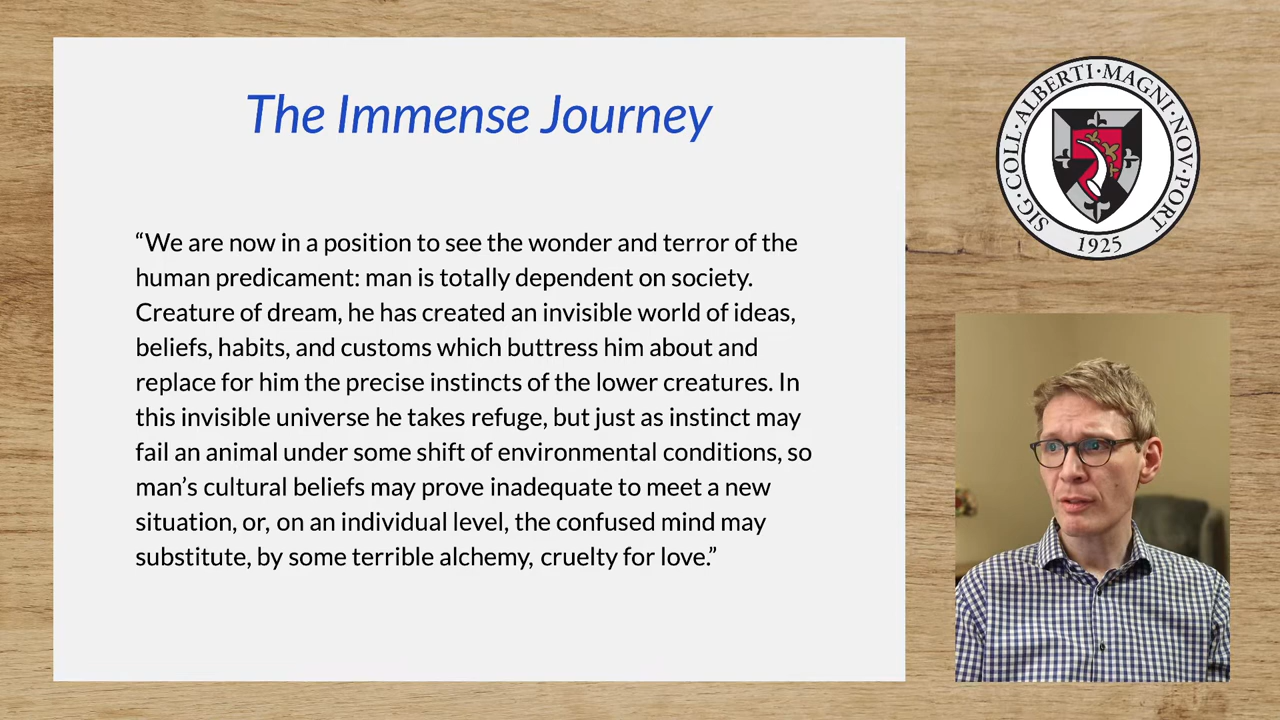 The Immense Journey
“We are now in a position to see the wonder and terror of the
human predicament: man is totally dependent on society.
Creature of dream, he has created an invisible world of ideas,
beliefs, habits, and customs which buttress him about and
replace for him the precise instincts of the lower creatures. In
this invisible universe he takes refuge, but just as instinct may
fail an animal under some shift of environmental conditions, so
man’s cultural beliefs may prove inadequate to meet a new
situation, or, on an individual level, the confused mind may
substitute, by some terrible alchemy, cruelty for love.”
SIG·COLL·ALBERTI·MAGNI·NOV·PORT
1925